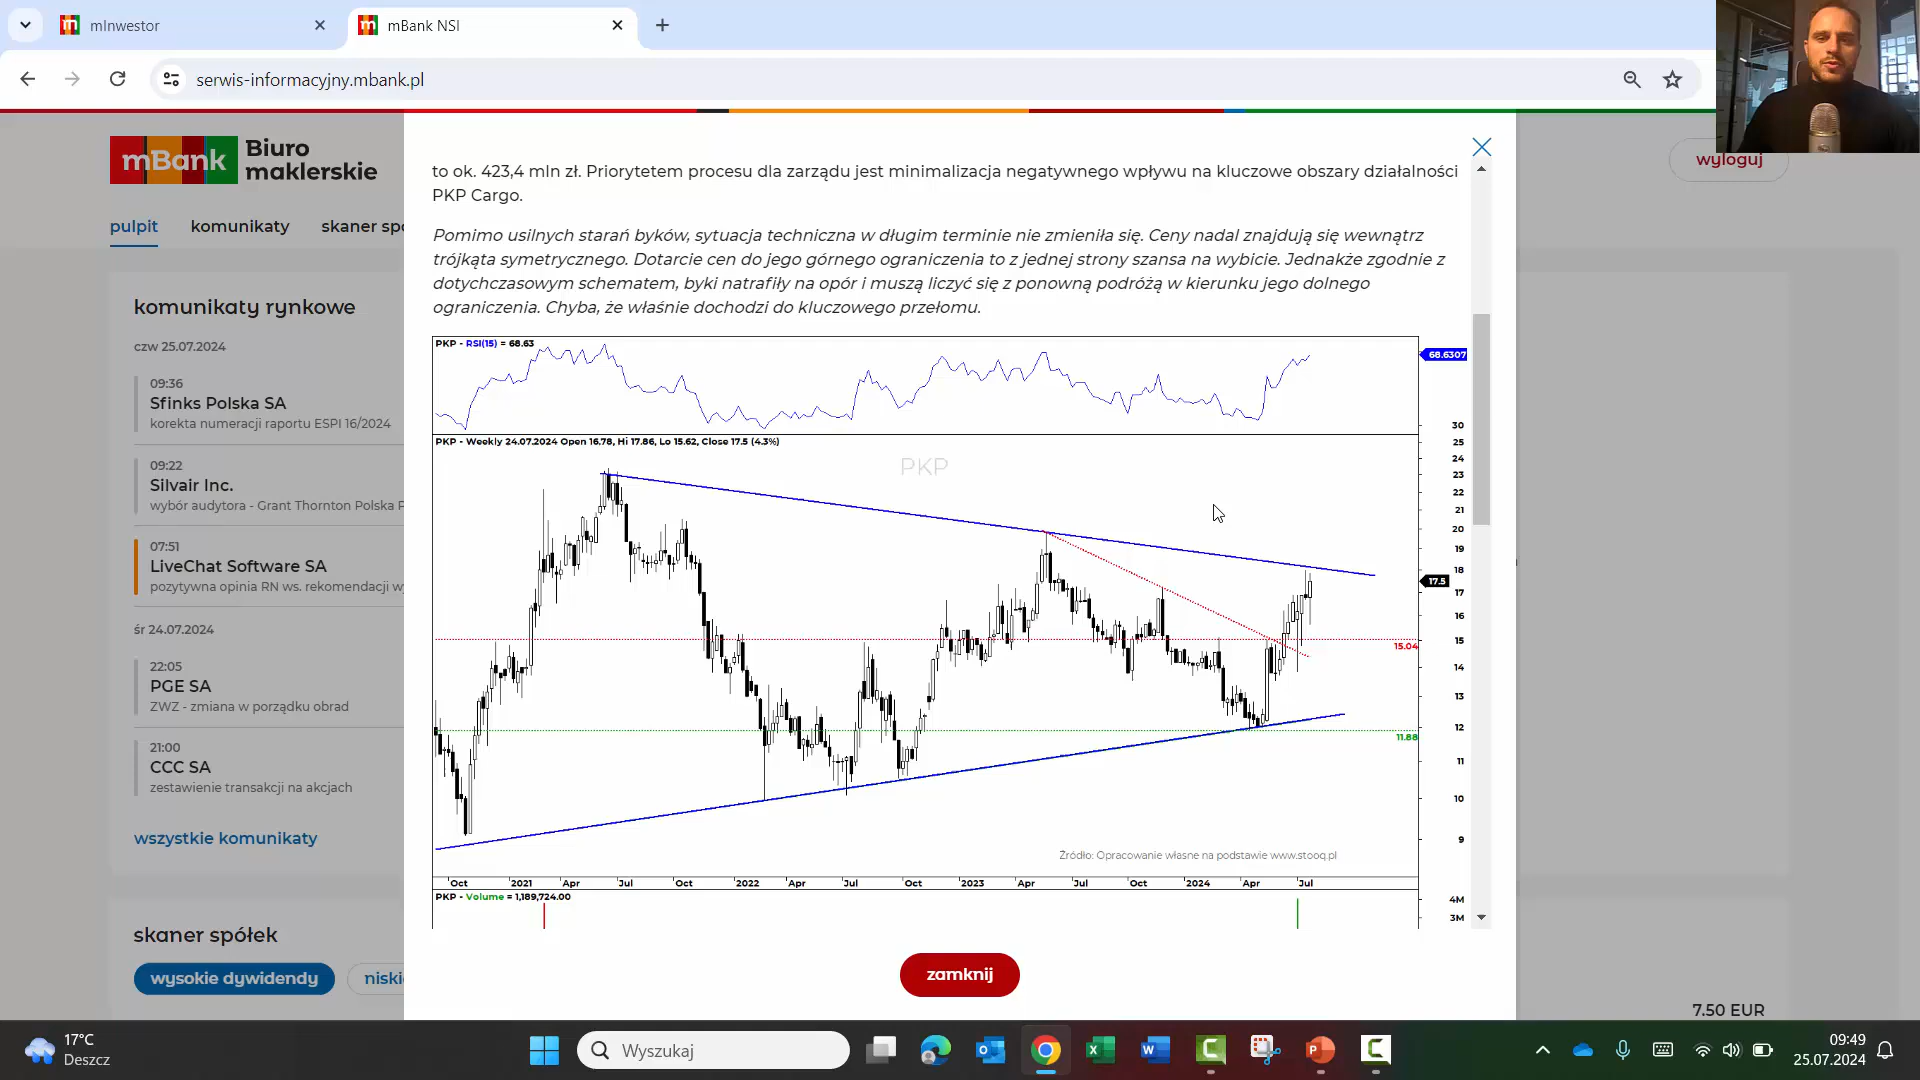 mInwestor
mBank NSI
serwis-informacyjny.mbank.pl
mBank Biuro maklerskie
wyloguj
pulpit komunikaty skaner spo
komunikaty rynkowe
czw 25.07.2024
09:36
Sfinks Polska SA
korekta numeracji raportu ESPI 16/2024
09:22
Silvair Inc.
wybór audytora - Grant Thornton Polska P
07:51
LiveChat Software SA
pozytywna opinia RN ws. rekomendacji w
śr 24.07.2024
22:05
PGE SA
ZWZ - zmiana w porządku obrad
21:00
CCC SA
zestawienie transakcji na akcjach
wszystkie komunikaty
skaner spółek
wysokie dywidendy
to ok. 423,4 mln zł. Priorytetem procesu dla zarządu jest minimalizacja negatywnego wpływu na kluczowe obszary działalności
PKP Cargo.
Pomimo usilnych starań byków, sytuacja techniczna w długim terminie nie zmieniła się. Ceny nadal znajdują się wewnątrz
trójkąta symetrycznego. Dotarcie cen do jego górnego ograniczenia to z jednej strony szansa na wybicie. Jednakże zgodnie z
dotychczasowym schematem, byki natrafiły na opór i muszą liczyć się z ponowną podróżą w kierunku jego dolnego
ograniczenia. Chyba, że właśnie dochodzi do kluczowego przełomu.
PKP - RSI(15) = 68.63
68.6307
30
PKP - Weekly 24.07.2024 Open 16.78, Hi 17.86, Lo 15.62, Close 17.5 (4.3%)
PKP
25
24
23
22
21
20
19
18
17.5
17
16
15
15.04
14
13
12
11.88
11
10
9
Źródło: Opracowanie własne na podstawie www.stooq.pl
Oct 2021 Apr Jul Oct 2022 Apr Jul Oct 2023 Apr Jul Oct 2024 Apr Jul
PKP - Volume = 1,189,724.00
4M
3M
zamknij
7.50 EUR
17°C
Deszcz
Wyszukaj
09:49
25.07.2024